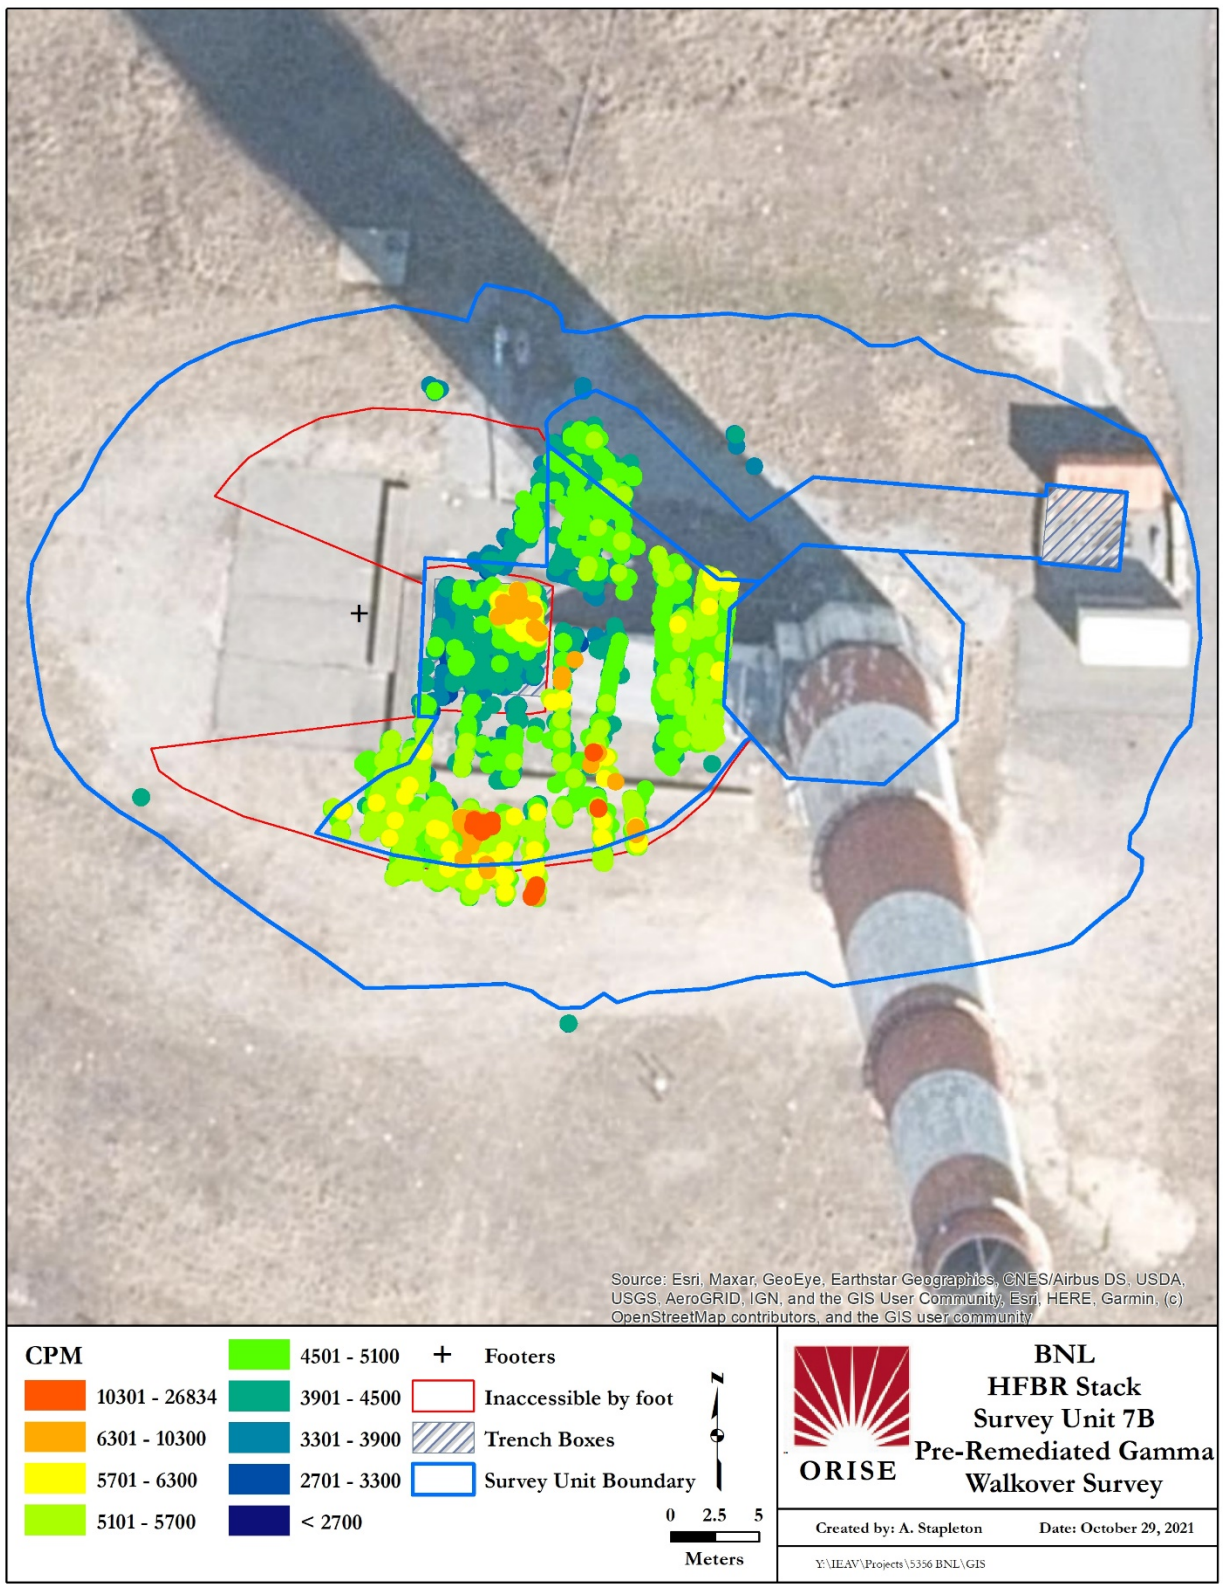 Source: Esri, Maxar, GeoEye, Earthstar Geographics, CNES/Airbus DS, USDA,
USGS, AeroGRID, IGN, and the GIS User Community, Esri, HERE, Garmin, (c)
OpenStreetMap contributors, and the GIS user community
CPM
10301 - 26834
6301 - 10300
5701 - 6300
5101 - 5700
4501 - 5100
3901 - 4500
3301 - 3900
2701 - 3300
< 2700
Footers
Inaccessible by foot
Trench Boxes
Survey Unit Boundary
N
0 2.5 5
Meters
ORISE
BNL
HFBR Stack
Survey Unit 7B
Pre-Remediated Gamma
Walkover Survey
Created by: A. Stapleton Date: October 29, 2021
Y:\IEAV\Projects\5356 BNL\GIS